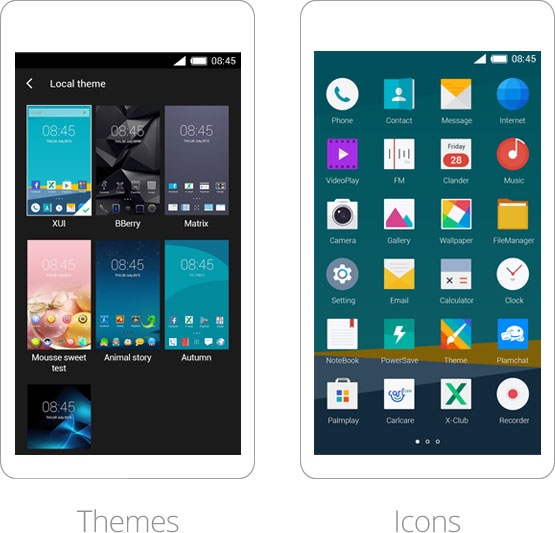 08:45
Local theme
08:45
08:45
08:45
XUI
BBerry
Matrix
08:45
08:45
08:45
Mousse sweet
test
Animal story
Autumn
08:45
Themes
08:45
Phone
Contact
Message
Internet
VideoPlay
FM
Friday
28
Clander
Music
Camera
Gallery
Wallpaper
FileManager
Setting
Email
Calculator
Clock
NoteBook
PowerSave
Theme
Plamchat
Palmplay
Carlcare
X-Club
Recorder
Icons